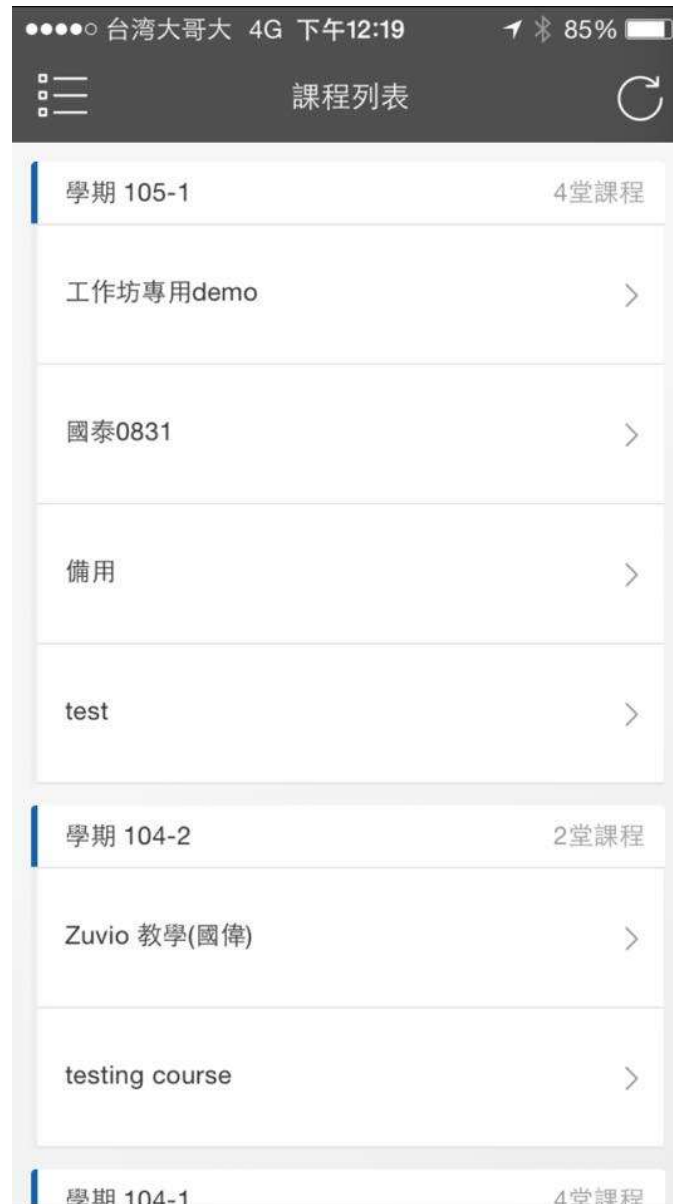 台湾大哥大 4G 下午12:19 85%
課程列表
學期 105-1 4堂課程
工作坊專用demo
國泰0831
備用
test
學期 104-2 2堂課程
Zuvio 教學(國偉)
testing course
學期 104-1 4堂課程